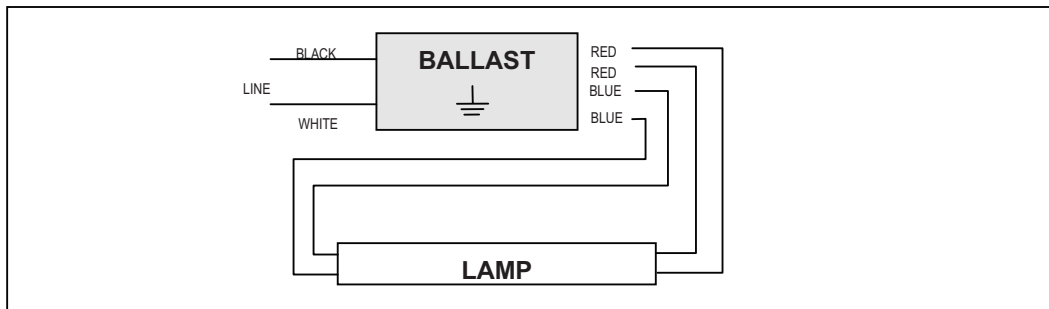 BLACK
BALLAST
RED
RED
LINE
BLUE
WHITE
BLUE
LAMP